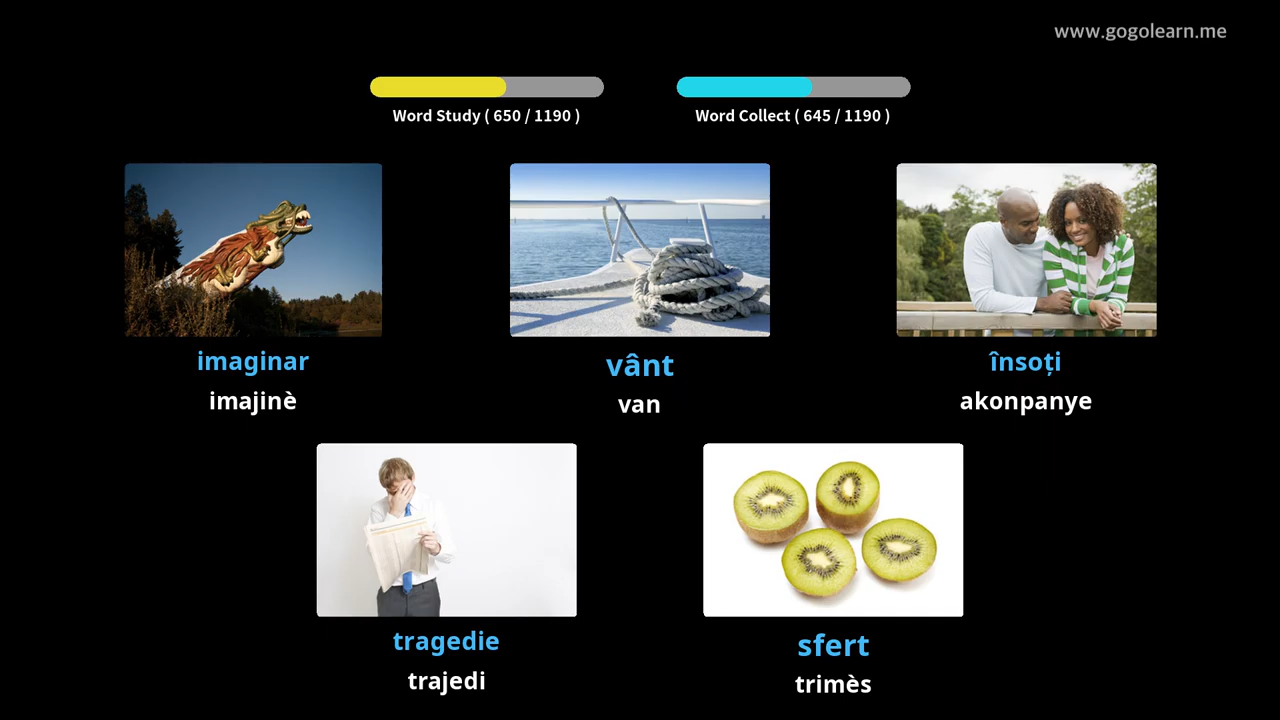 www.gogolearn.me
Word Study ( 650 / 1190 )
Word Collect ( 645 / 1190 )
imaginar
imajinè
vânt
van
însoți
akonpanye
tragedie
trajedi
sfert
trimès